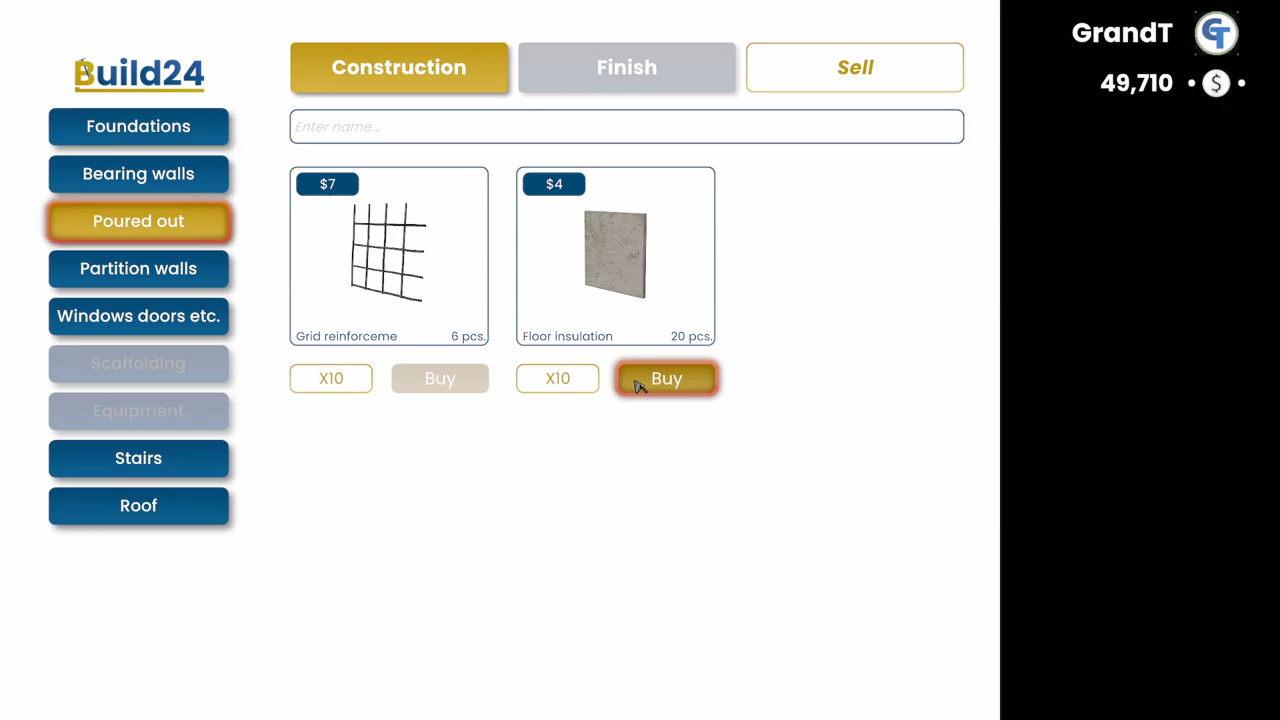 GrandT
GT
49,710
$
Build24
Construction
Finish
Sell
Enter name...
Foundations
Bearing walls
Poured out
Partition walls
Windows doors etc.
Scaffolding
Equipment
Stairs
Roof
$7
Grid reinforceme 6 pcs.
X10 Buy
$4
Floor insulation 20 pcs.
X10 Buy